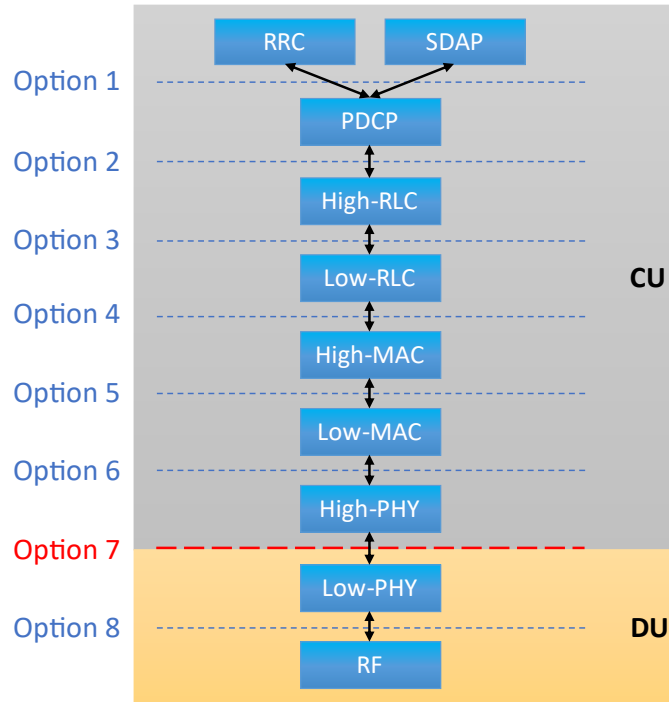 RRC SDAP
Option 1
PDCP
Option 2
High-RLC
Option 3
Low-RLC
CU
Option 4
High-MAC
Option 5
Low-MAC
Option 6
High-PHY
Option 7
Low-PHY
Option 8
DU
RF